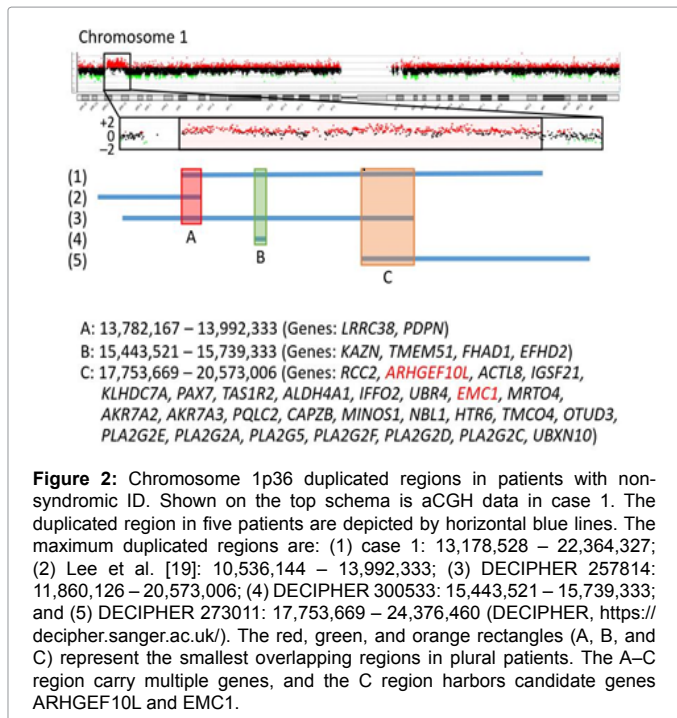 Chromosome 1
+2
0
−2
(1)
(2)
(3)
(4)
(5)
A
B
C
A: 13,782,167 – 13,992,333 (Genes: LRRC38, PDPN)
B: 15,443,521 – 15,739,333 (Genes: KAZN, TMEM51, FHAD1, EFHD2)
C: 17,753,669 – 20,573,006 (Genes: RCC2, ARHGEF10L, ACTL8, IGSF21,
KLHDC7A, PAX7, TAS1R2, ALDH4A1, IFFO2, UBR4, EMC1, MRTO4,
AKR7A2, AKR7A3, PQLC2, CAPZB, MINOS1, NBL1, HTR6, TMCO4, OTUD3,
PLA2G2E, PLA2G2A, PLA2G5, PLA2G2F, PLA2G2D, PLA2G2C, UBXN10)
Figure 2: Chromosome 1p36 duplicated regions in patients with non-
syndromic ID. Shown on the top schema is aCGH data in case 1. The
duplicated region in five patients are depicted by horizontal blue lines. The
maximum duplicated regions are: (1) case 1: 13,178,528 – 22,364,327;
(2) Lee et al. [19]: 10,536,144 – 13,992,333; (3) DECIPHER 257814:
11,860,126 – 20,573,006; (4) DECIPHER 300533: 15,443,521 – 15,739,333;
and (5) DECIPHER 273011: 17,753,669 – 24,376,460 (DECIPHER, https://
decipher.sanger.ac.uk/). The red, green, and orange rectangles (A, B, and
C) represent the smallest overlapping regions in plural patients. The A–C
region carry multiple genes, and the C region harbors candidate genes
ARHGEF10L and EMC1.